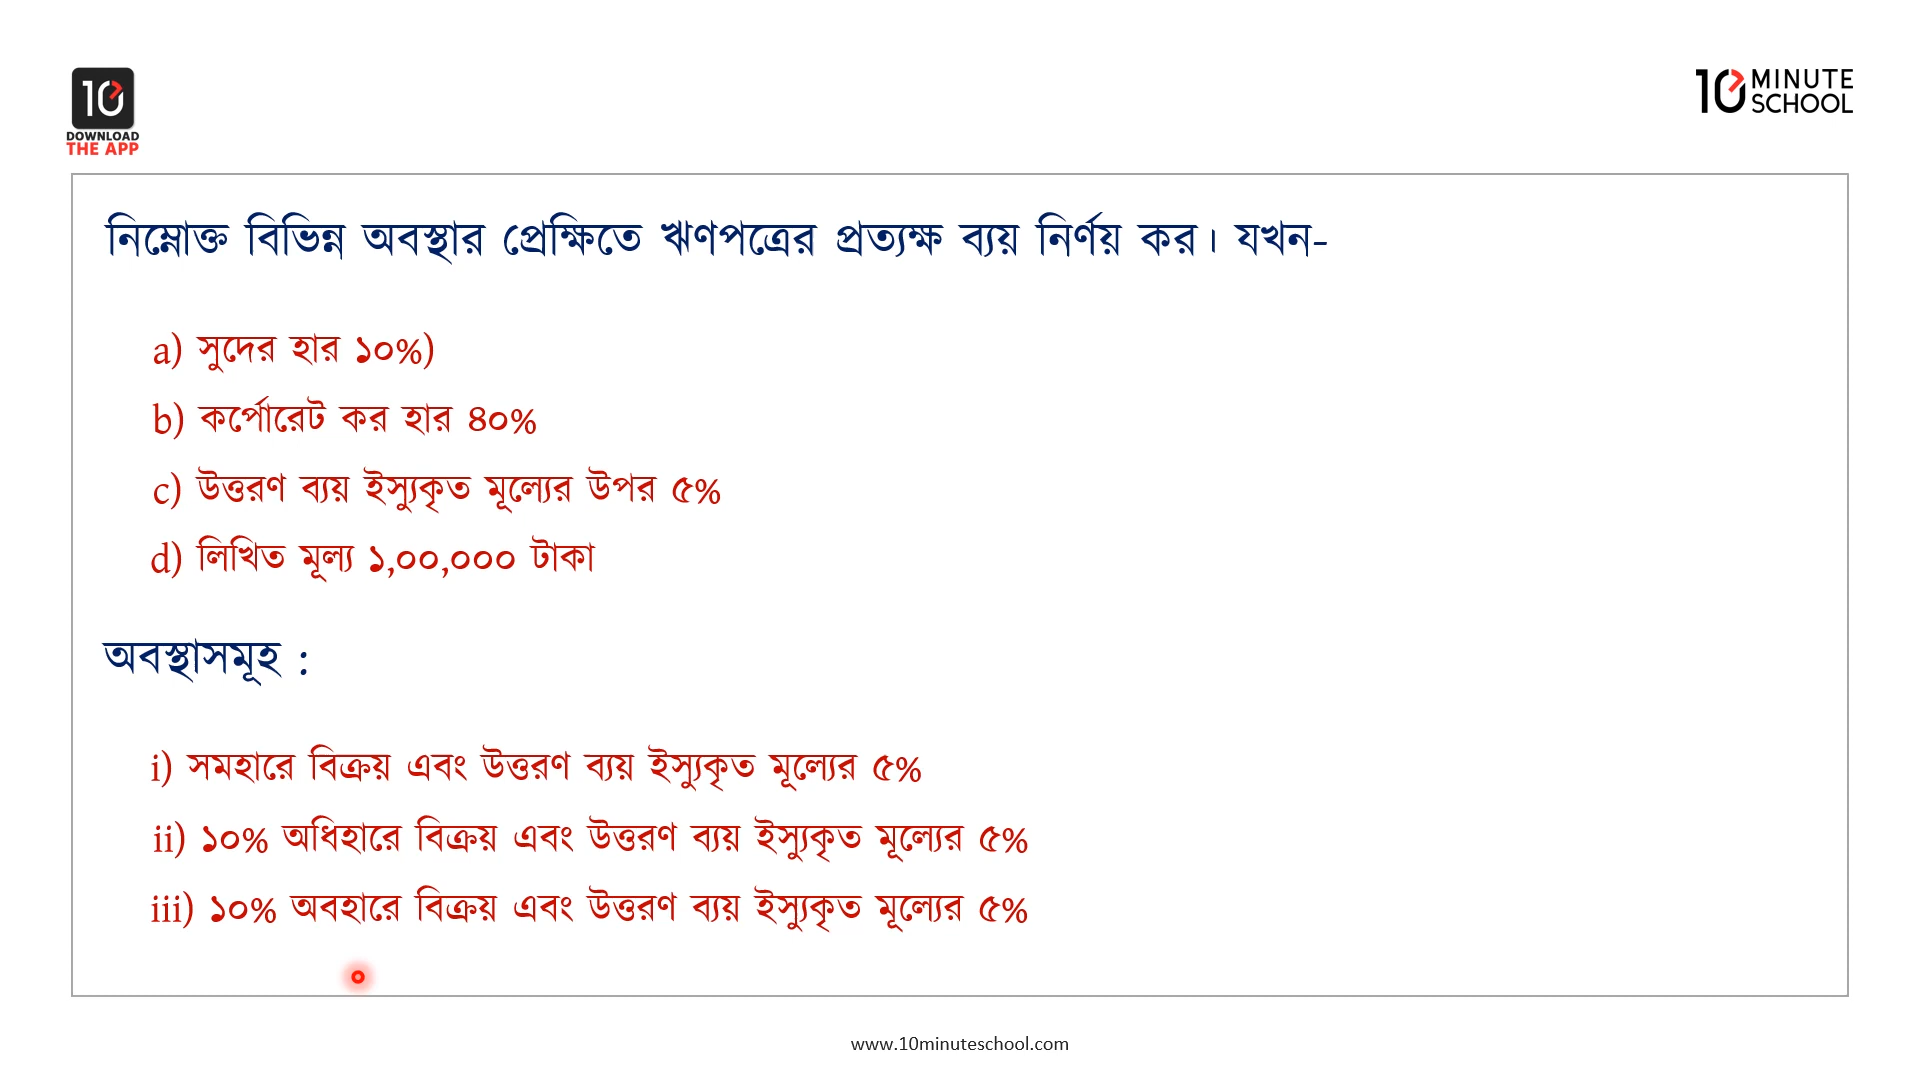 10
DOWNLOAD
THE APP
10 MINUTE
SCHOOL
নিম্নোক্ত বিভিন্ন অবস্থার প্রেক্ষিতে ঋণপত্রের প্রত্যক্ষ ব্যয় নির্ণয় কর। যখন-
a) সুদের হার ১০%)
b) কর্পোরেট কর হার ৪০%
c) উত্তরণ ব্যয় ইস্যুকৃত মূল্যের উপর ৫%
d) লিখিত মূল্য ১,০০,০০০ টাকা
অবস্থাসমূহ :
i) সমহারে বিক্রয় এবং উত্তরণ ব্যয় ইস্যুকৃত মূল্যের ৫%
ii) ১০% অধিহারে বিক্রয় এবং উত্তরণ ব্যয় ইস্যুকৃত মূল্যের ৫%
iii) ১০% অবহারে বিক্রয় এবং উত্তরণ ব্যয় ইস্যুকৃত মূল্যের ৫%
www.10minuteschool.com